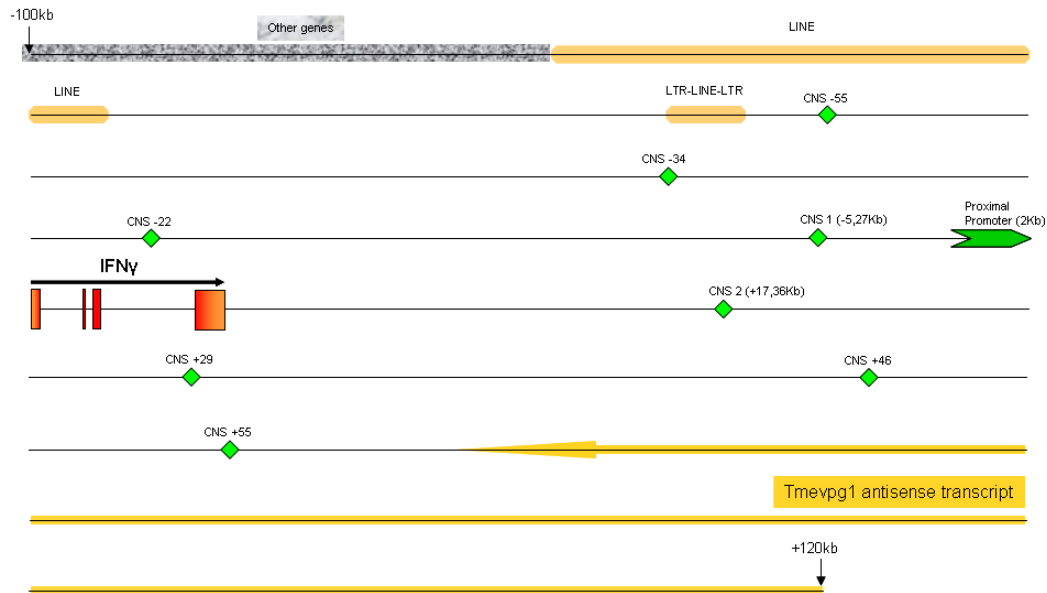 -100kb
Other genes
LINE
LINE
LTR-LINE-LTR
CNS -55
CNS -34
CNS -22
CNS 1 (-5,27Kb)
Proximal
Promoter (2Kb)
IFNγ
CNS 2 (+17,36Kb)
CNS +29
CNS +46
CNS +55
Tmevpg1 antisense transcript
+120kb